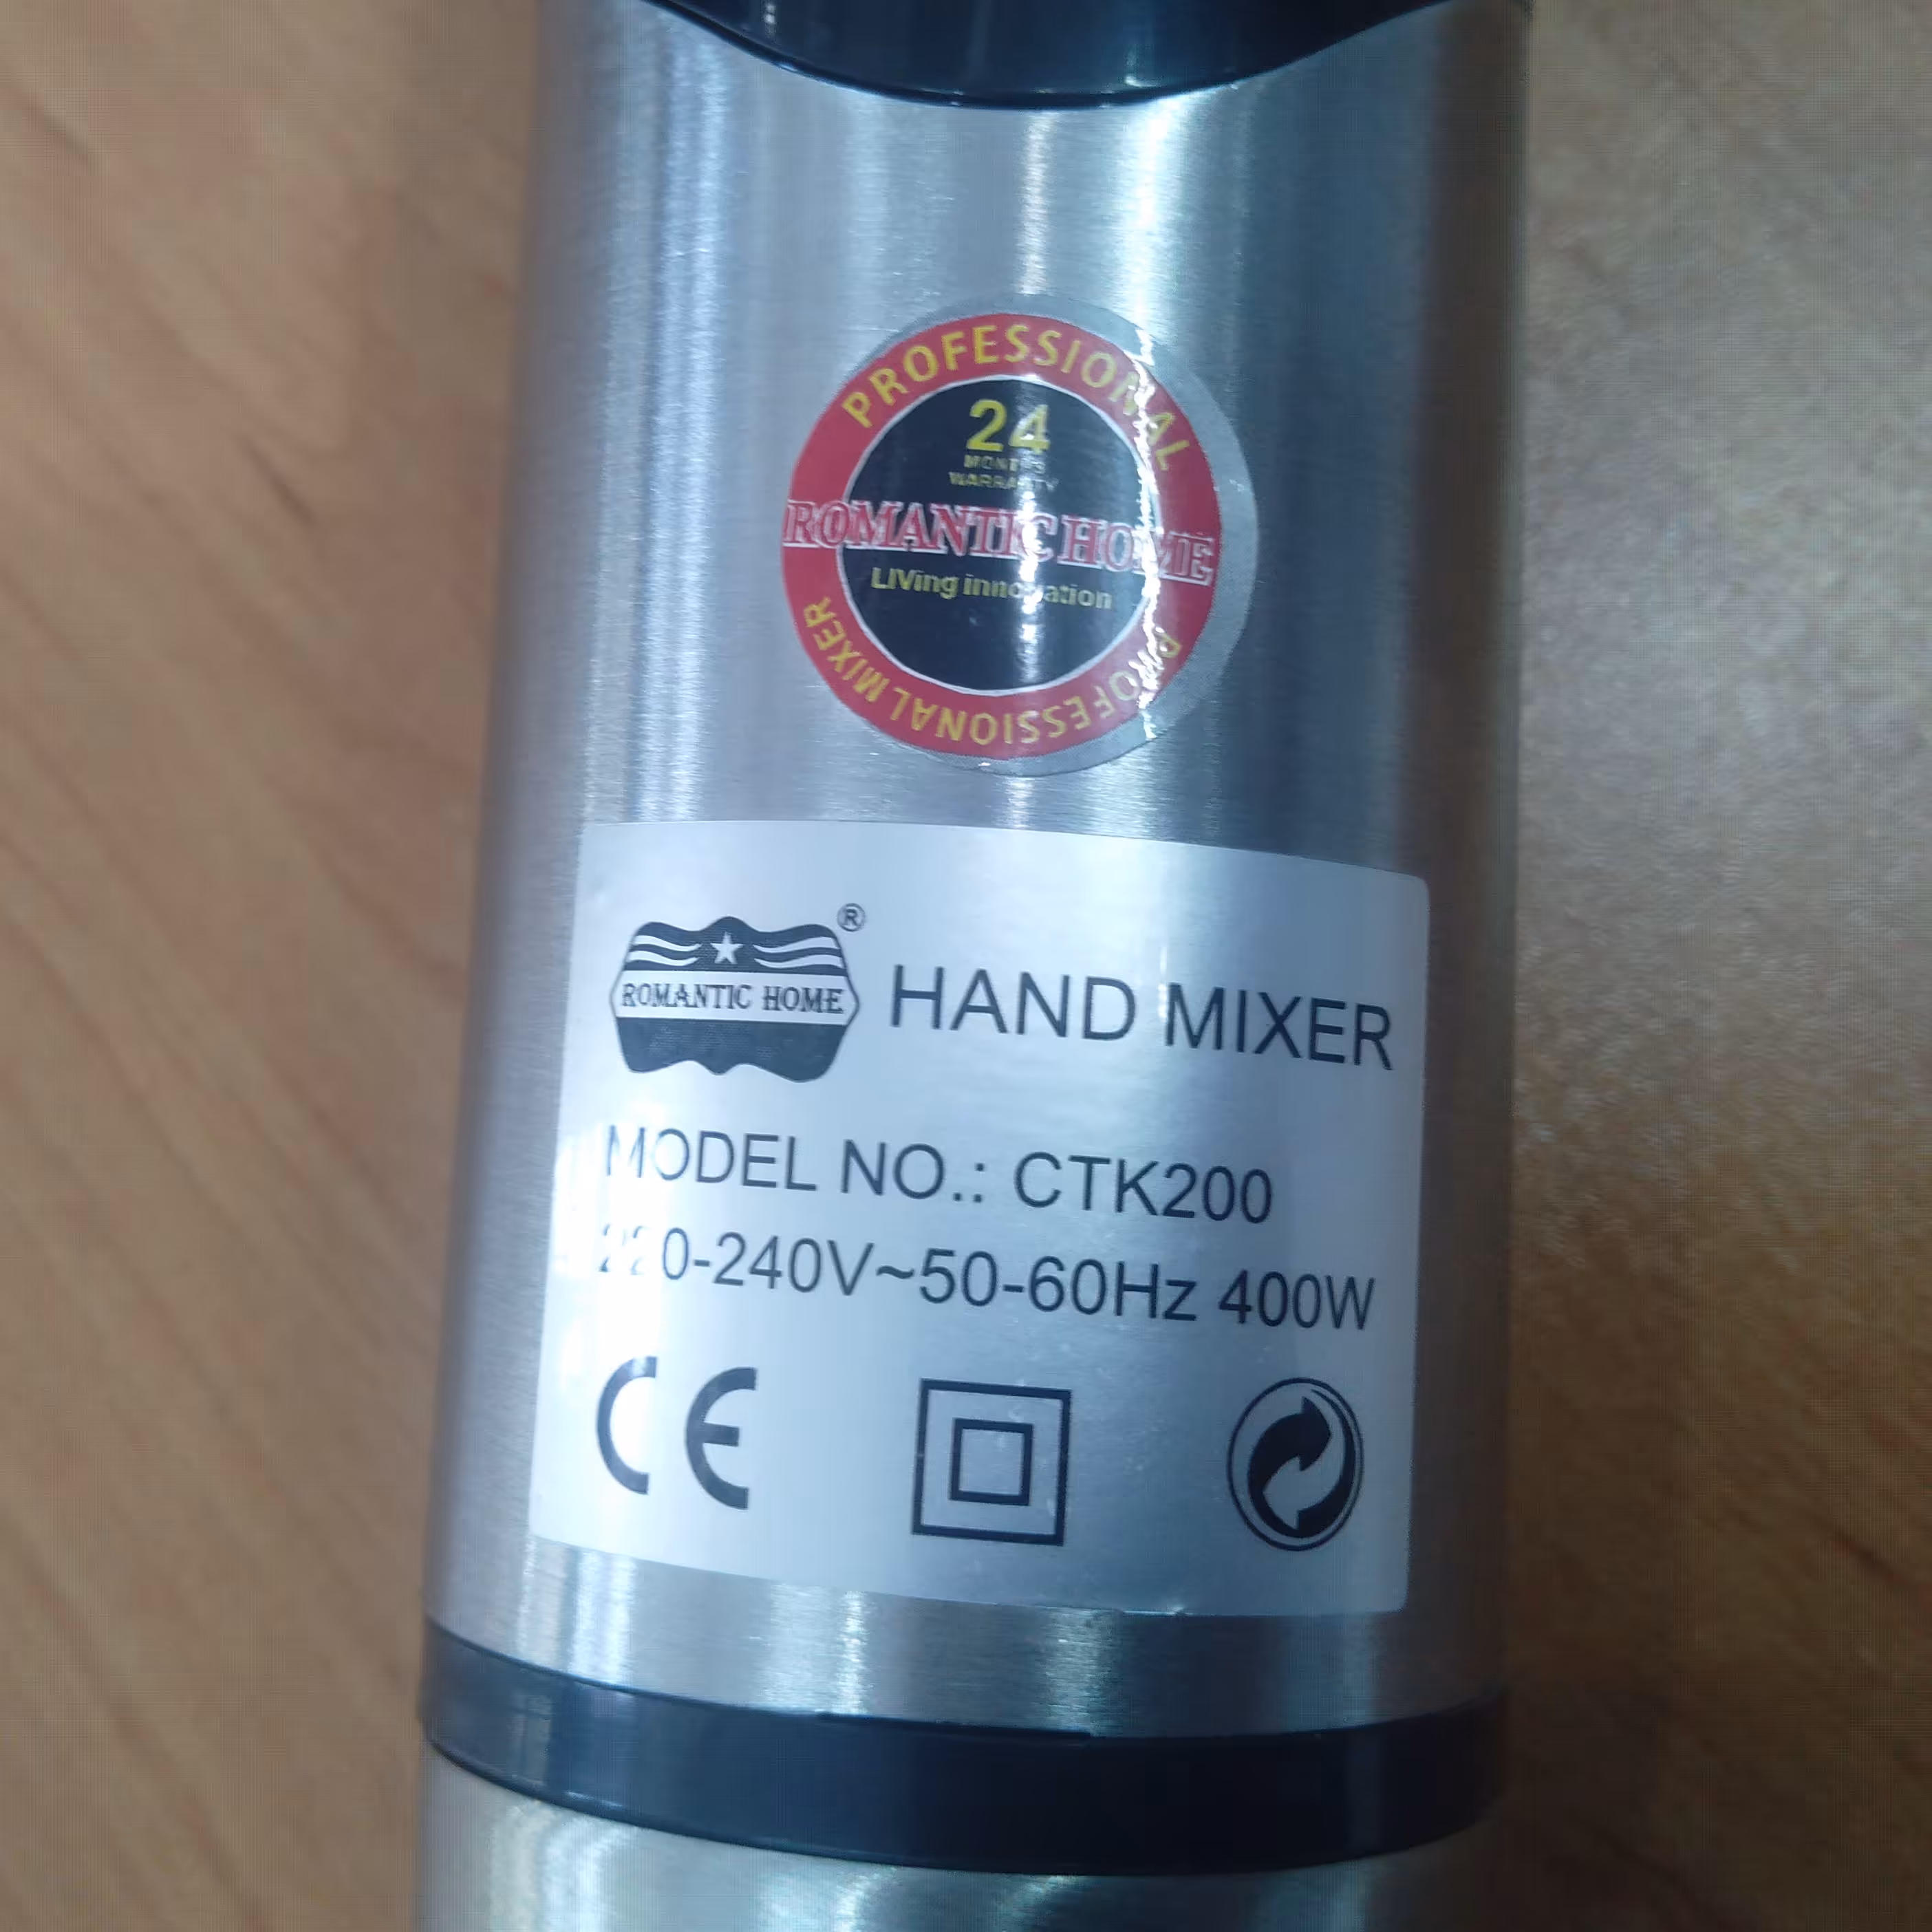 PROFESSIONAL
24
MONTHS
WARRANTY
ROMANTIC HOME
LIVing innovation
PROFESSIONAL MIXER
®
ROMANTIC HOME
HAND MIXER
MODEL NO.: CTK200
220-240V~50-60Hz 400W
CE